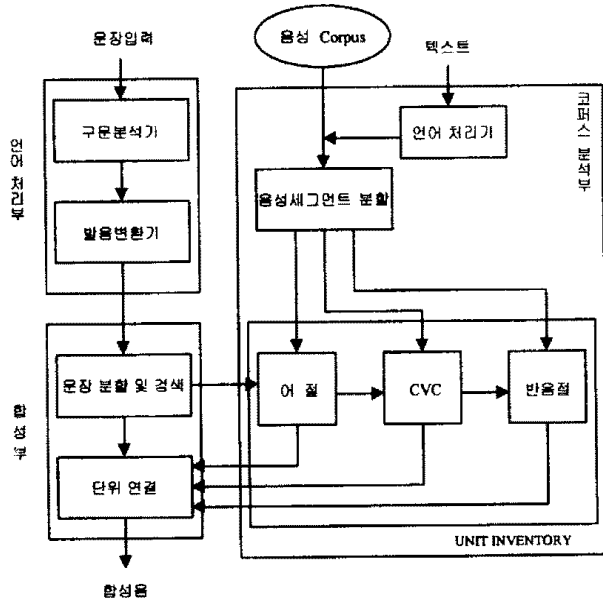 문장입력
음성 Corpus
텍스트
언어 처리부
구문분석기
발음변환기
코퍼스 분석부
언어 처리기
음성세그먼트 분할
합성부
문장 분할 및 검색
단위 연결
어 절
CVC
반음절
UNIT INVENTORY
합성음